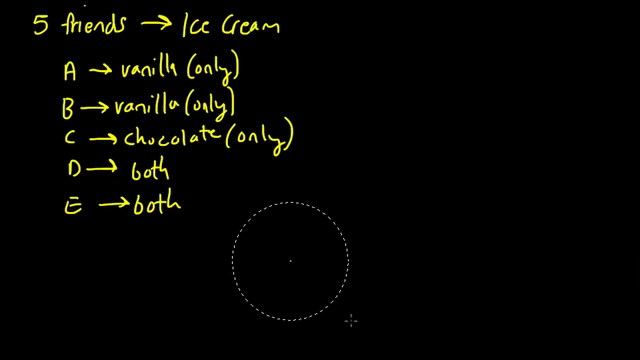 5 friends → Ice Cream
A → vanilla (only)
B → vanilla (only)
C → chocolate (only)
D → both
E → both